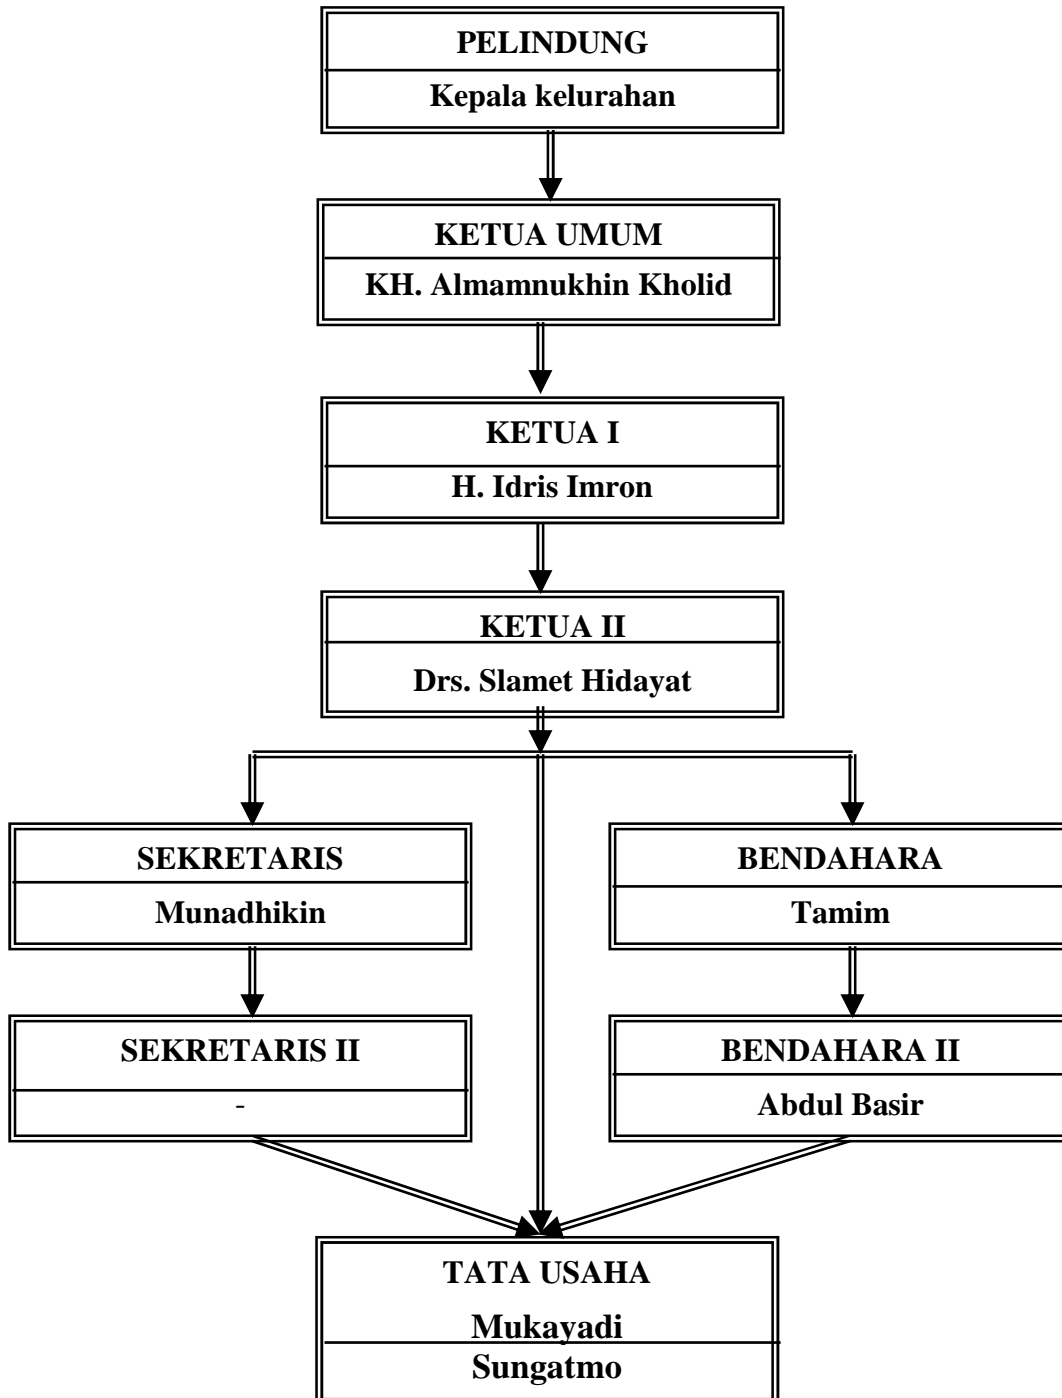 PELINDUNG
Kepala kelurahan
KETUA UMUM
KH. Almamnukhin Kholid
KETUA I
H. Idris Imron
KETUA II
Drs. Slamet Hidayat
SEKRETARIS
Munadhikin
BENDAHARA
Tamim
SEKRETARIS II
-
BENDAHARA II
Abdul Basir
TATA USAHA
Mukayadi
Sungatmo